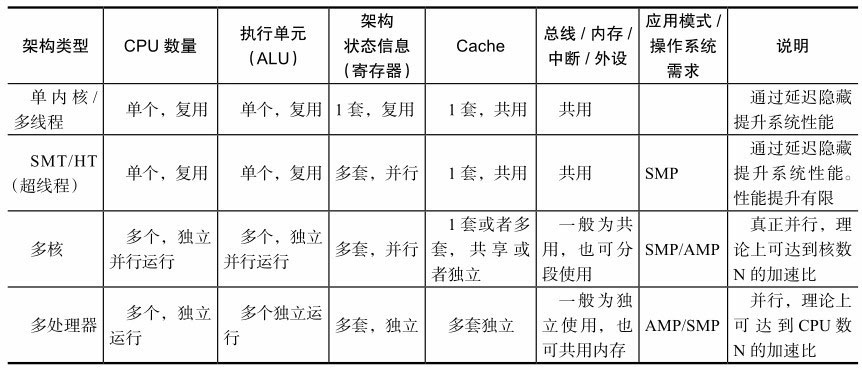 架构类型 CPU 数量 执行单元（ALU） 架构状态信息（寄存器） Cache 总线 / 内存 / 中断 / 外设 应用模式 / 操作系统需求 说明
单内核 / 多线程 单个，复用 单个，复用 1 套，复用 1 套，共用 共用 通过延迟隐藏提升系统性能
SMT/HT（超线程） 单个，复用 单个，复用 多套，并行 1 套，共用 共用 SMP 通过延迟隐藏提升系统性能。性能提升有限
多核 多个，独立并行运行 多个，独立并行运行 多套，并行 1 套或者多套，共享或者独立 一般为共用，也可分段使用 SMP/AMP 真正并行，理论上可达到核数 N 的加速比
多处理器 多个，独立运行 多个独立运行 多套，独立 多套独立 一般为独立使用，也可共用内存 AMP/SMP 并行，理论上可达到 CPU 数 N 的加速比